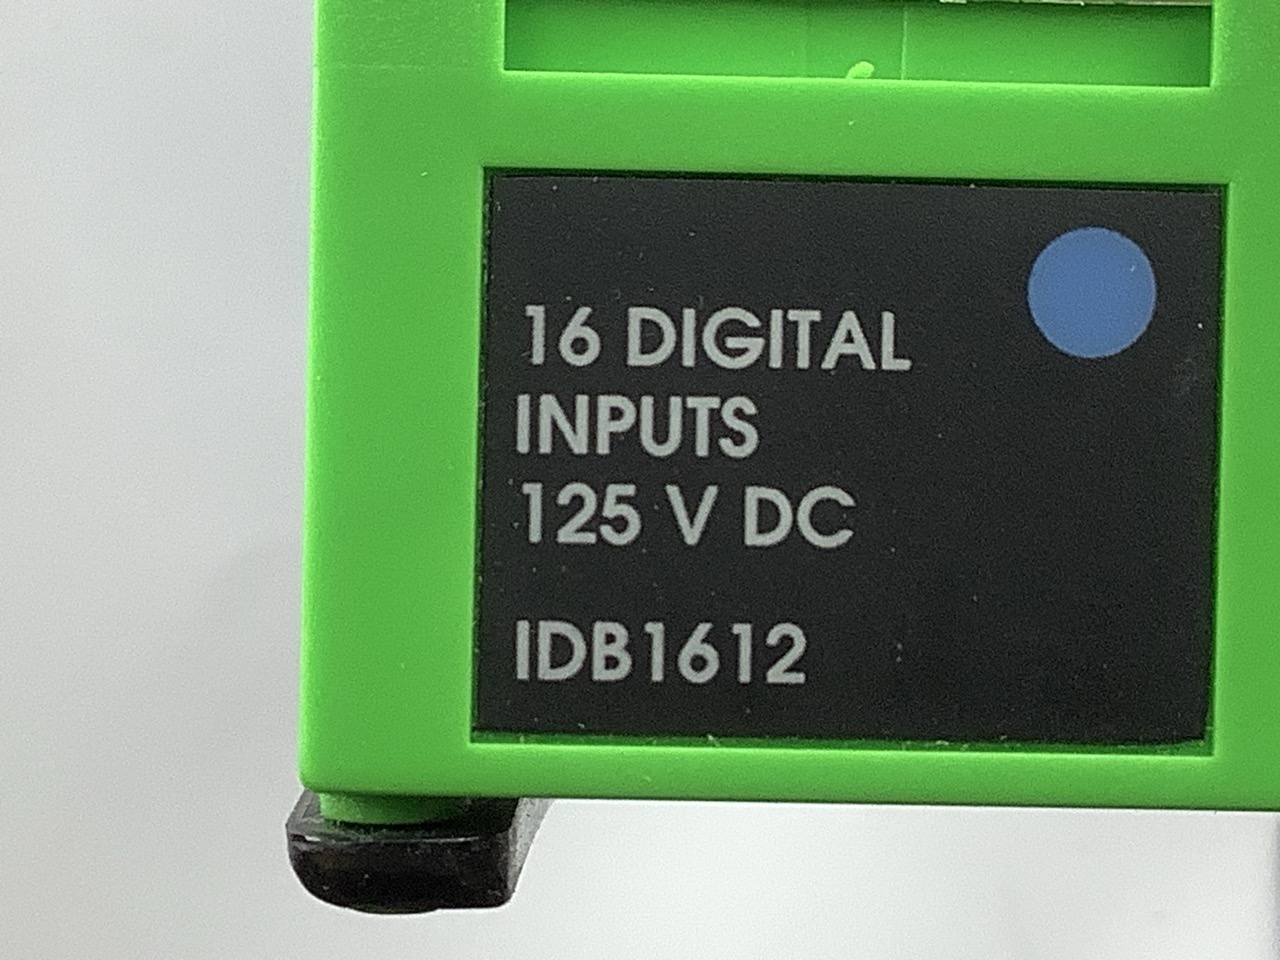 16 DIGITAL
INPUTS
125 V DC
IDB1612